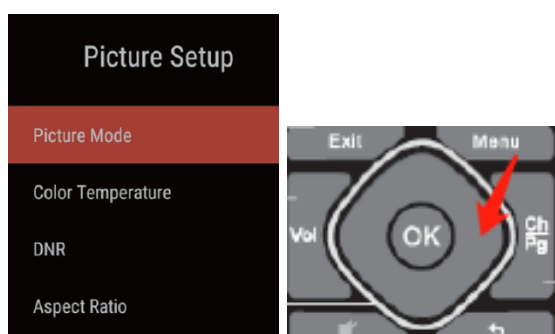 Picture Setup
Picture Mode
Color Temperature
DNR
Aspect Ratio
Exit
Menu
Vol
OK
Ch
Pg